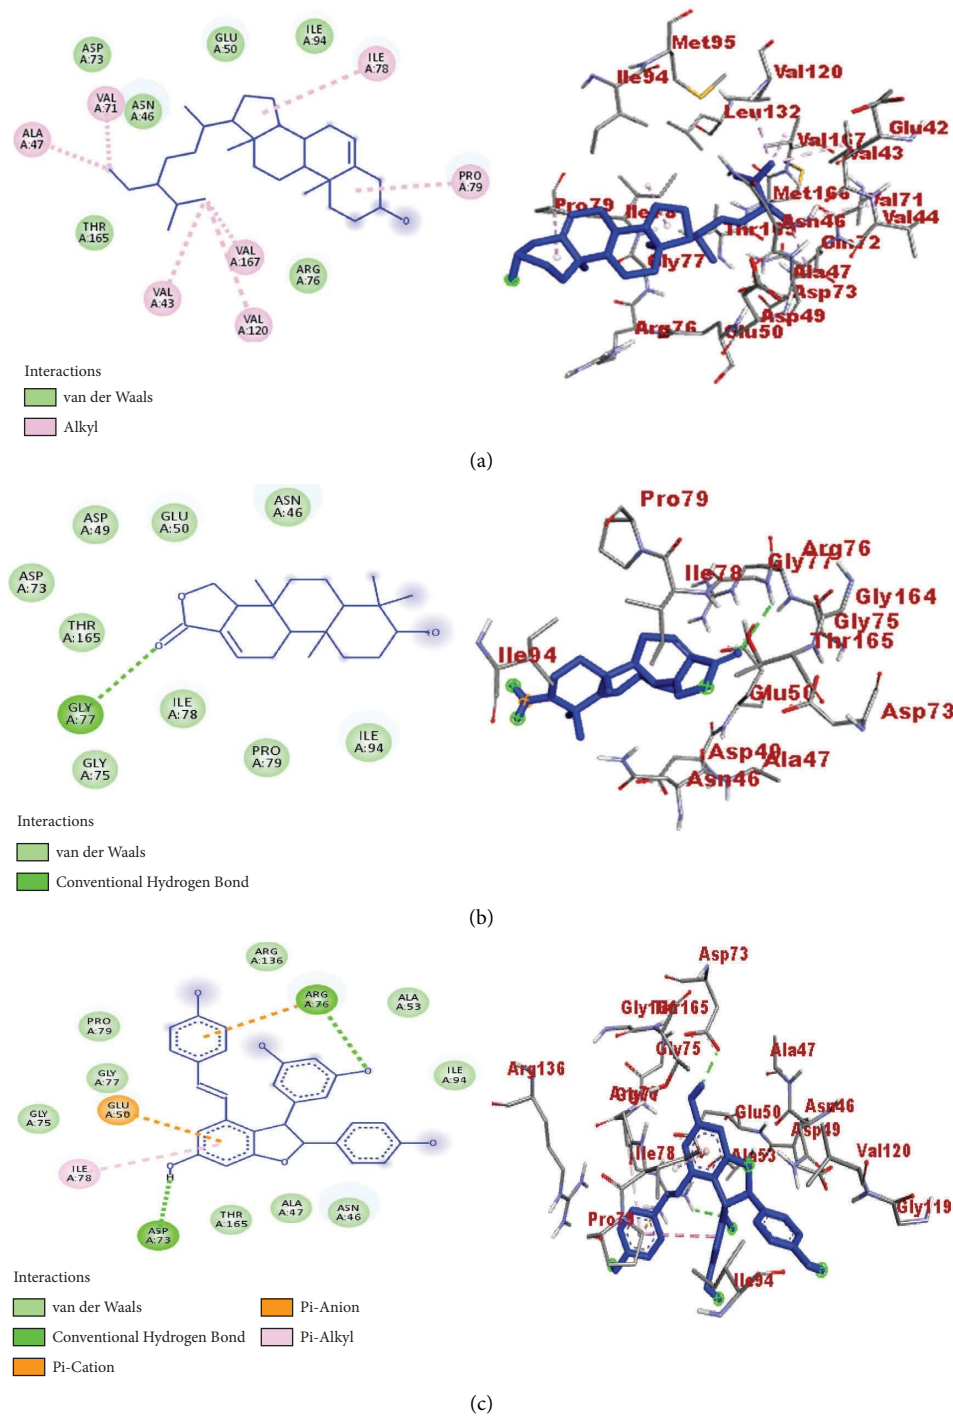 ASP
A:73
GLU
A:50
ILE
A:94
ILE
A:78
VAL
A:71
ASN
A:46
ALA
A:47
PRO
A:79
O
THR
A:165
VAL
A:167
ARG
A:76
VAL
A:43
VAL
A:120
Met95
Ile94
Val120
Leu132
Glu42
Val167
Val43
Met166
Pro79
Asn46
Val71
Val44
Gly77
Ala47
Asp73
Asp49
Arg76
Glu50
Interactions
van der Waals
Alkyl
(a)
ASP
A:49
GLU
A:50
ASN
A:46
ASP
A:73
THR
A:165
O
O
O
GLY
A:77
ILE
A:78
GLY
A:75
PRO
A:79
ILE
A:94
Pro79
Arg76
Gly77
Ile78
Gly164
Gly75
Thr165
Ile94
Glu50
Asp73
Asp49
Ala47
Asn46
Interactions
van der Waals
Conventional Hydrogen Bond
(b)
ARG
A:136
ARG
A:76
ALA
A:53
PRO
A:79
GLY
A:77
GLU
A:50
ILE
A:94
GLY
A:75
ILE
A:78
O
O
O
O
O
O
H
ASP
A:73
THR
A:165
ALA
A:47
ASN
A:46
Asp73
Gly75
Ala47
Arg136
Glu50
Asn46
Asp49
Ile78
Ala53
Val120
Gly119
Pro79
Ile94
Interactions
van der Waals
Conventional Hydrogen Bond
Pi-Cation
Pi-Anion
Pi-Alkyl
(c)